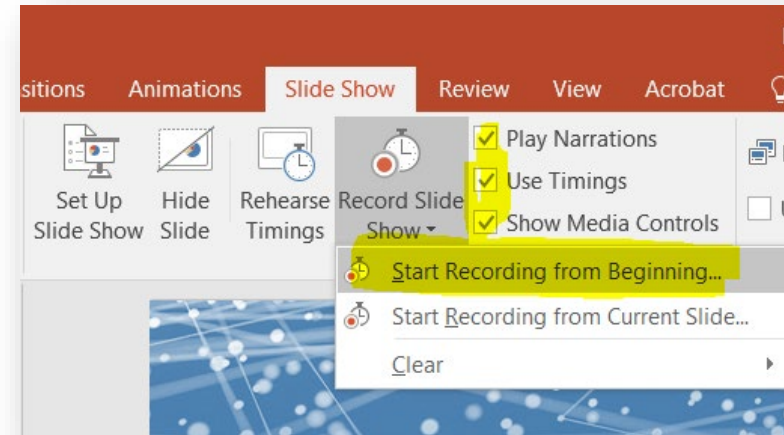 sitions Animations Slide Show Review View Acrobat
Set Up
Slide Show
Hide
Slide
Rehearse
Timings
Record Slide
Show
Play Narrations
Use Timings
Show Media Controls
Start Recording from Beginning...
Start Recording from Current Slide...
Clear